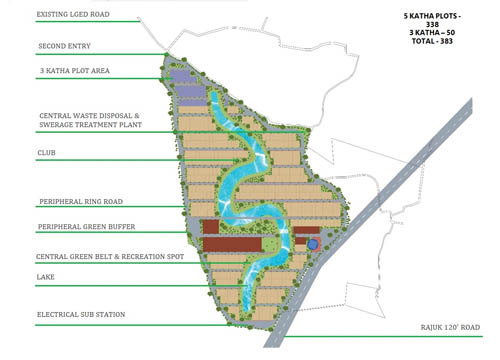 EXISTING LGED ROAD
5 KATHA PLOTS -
338
3 KATHA – 50
TOTAL - 383
SECOND ENTRY
3 KATHA PLOT AREA
CENTRAL WASTE DISPOSAL &
SWERAGE TREATMENT PLANT
CLUB
PERIPHERAL RING ROAD
PERIPHERAL GREEN BUFFER
CENTRAL GREEN BELT & RECREATION SPOT
LAKE
ELECTRICAL SUB STATION
RAJUK 120' ROAD